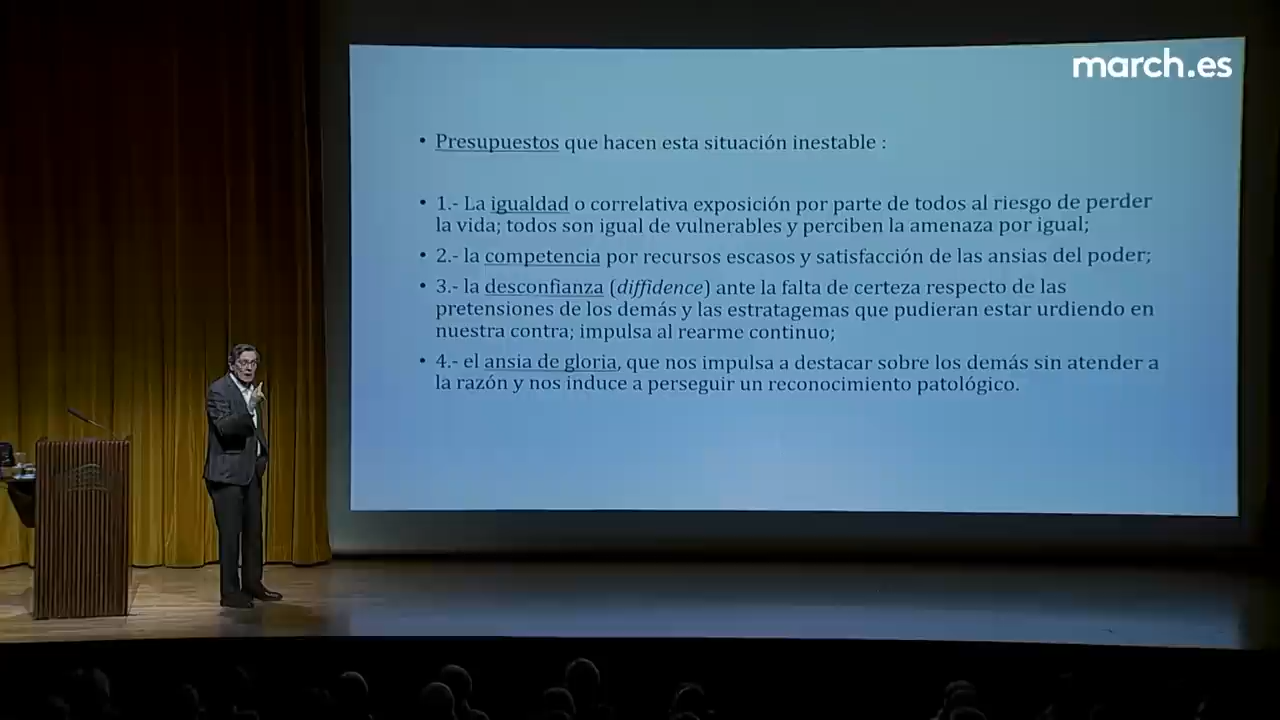 march.es
• Presupuestos que hacen esta situación inestable :
• 1.- La igualdad o correlativa exposición por parte de todos al riesgo de perder
la vida; todos son igual de vulnerables y perciben la amenaza por igual;
• 2.- la competencia por recursos escasos y satisfacción de las ansias del poder;
• 3.- la desconfianza (diffidence) ante la falta de certeza respecto de las
pretensiones de los demás y las estratagemas que pudieran estar urdiendo en
nuestra contra; impulsa al rearme continuo;
• 4.- el ansia de gloria, que nos impulsa a destacar sobre los demás sin atender a
la razón y nos induce a perseguir un reconocimiento patológico.